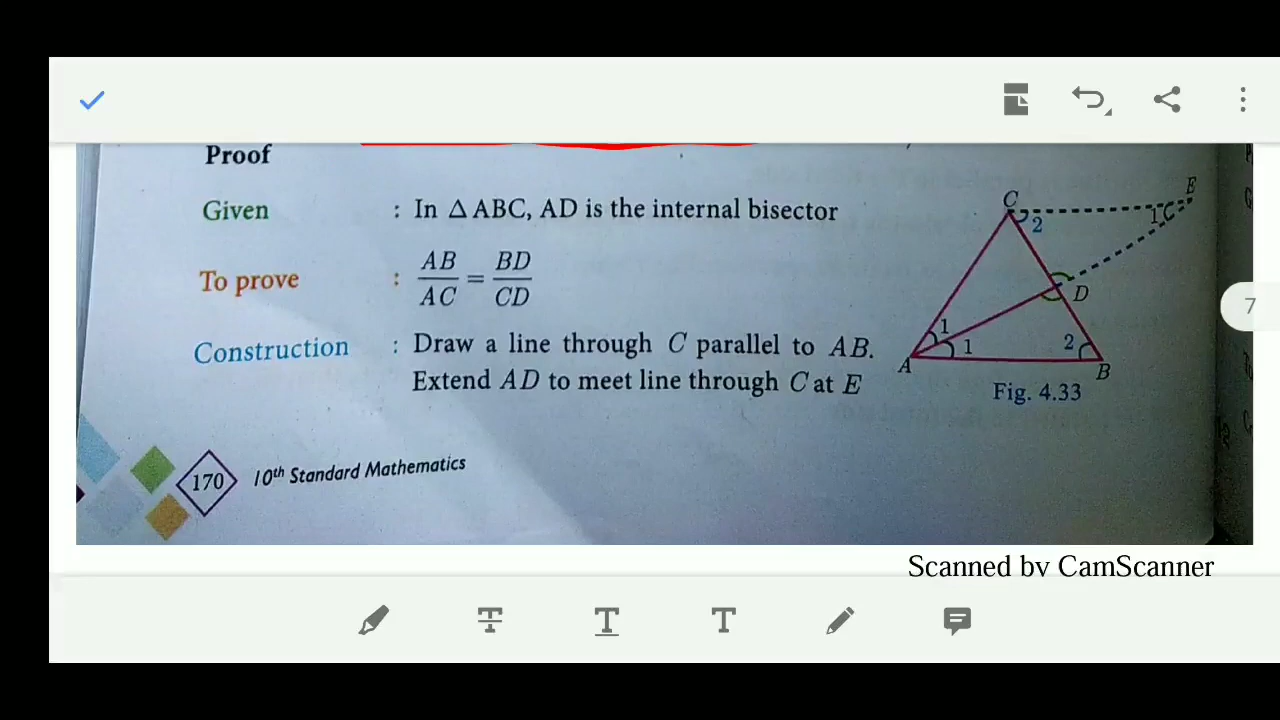 Proof
Given : In △ABC, AD is the internal bisector
To prove : AB/AC = BD/CD
Construction : Draw a line through C parallel to AB.
Extend AD to meet line through C at E
C
E
2
1
D
1
1
2
A
B
Fig. 4.33
7
170 10th Standard Mathematics
Scanned by CamScanner